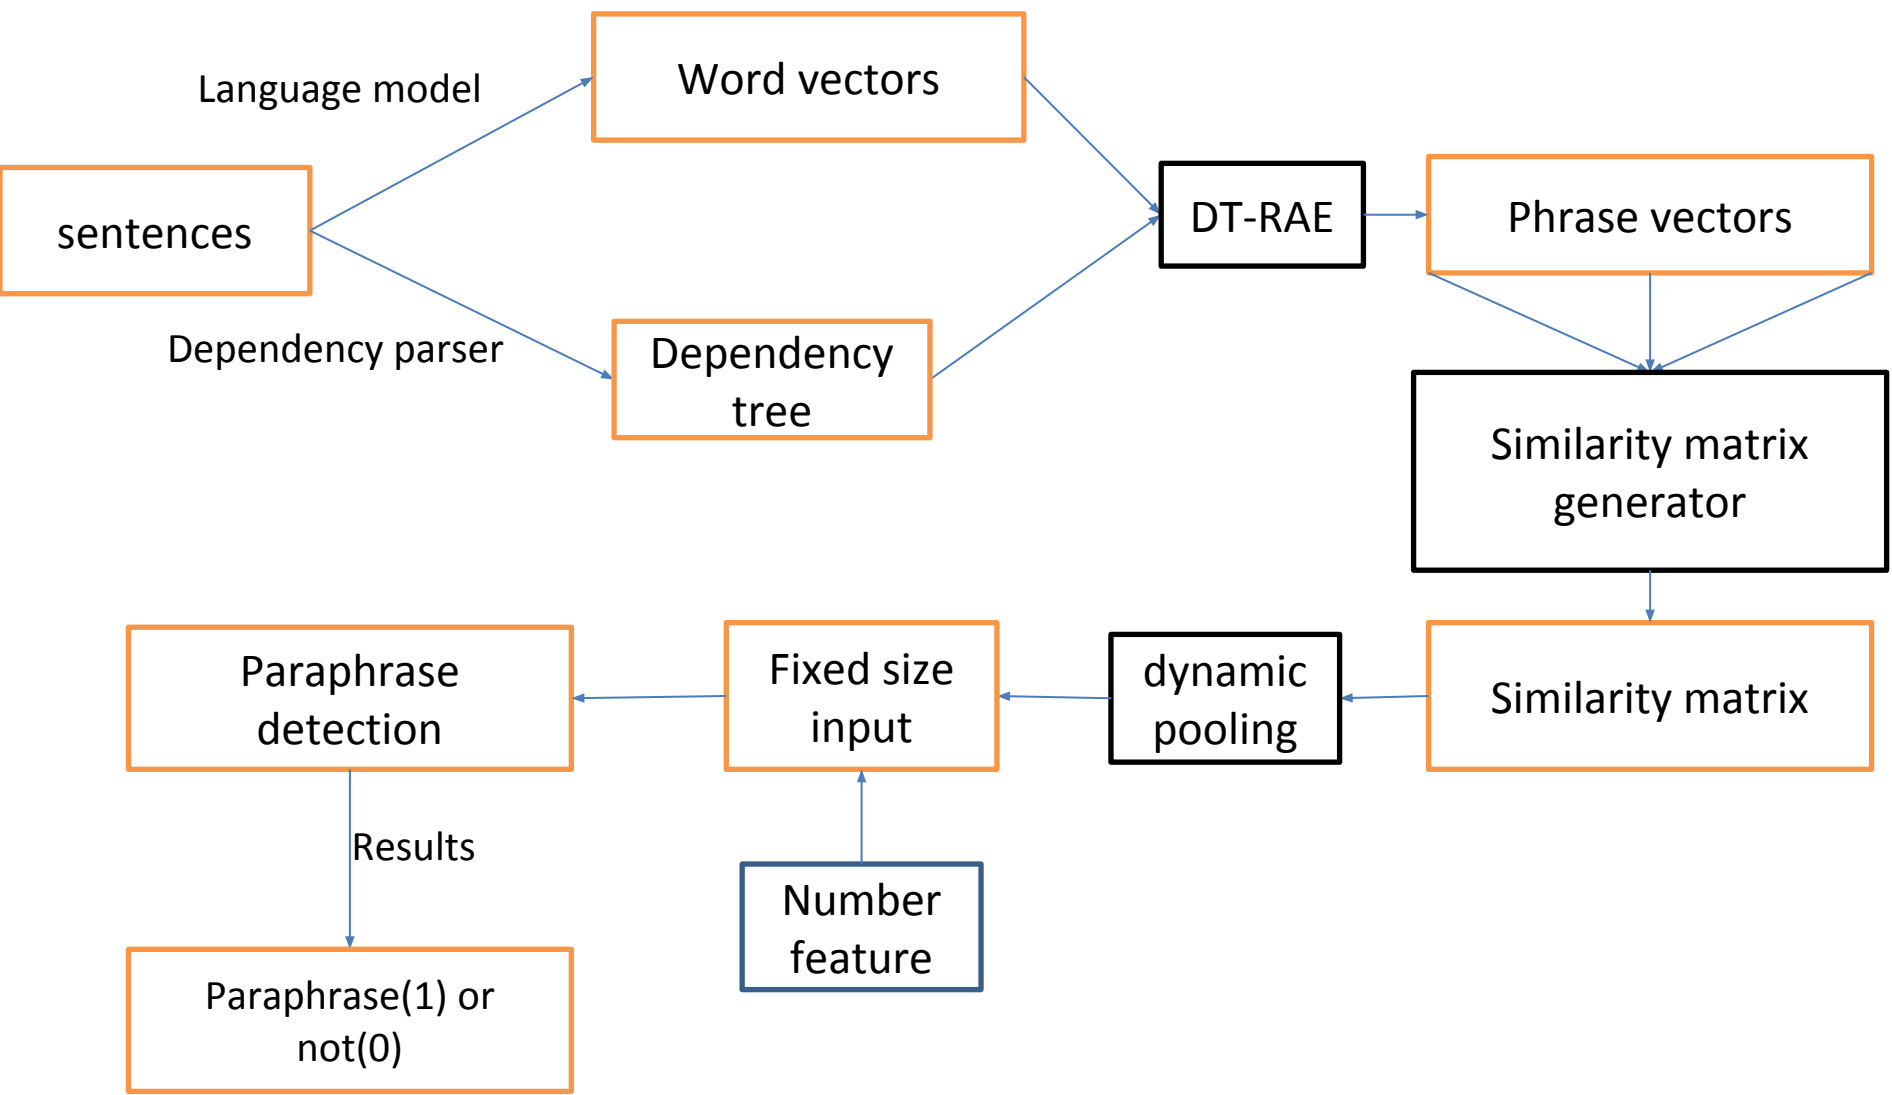 Language model
Word vectors
sentences
DT-RAE
Phrase vectors
Dependency parser
Dependency
tree
Similarity matrix
generator
Paraphrase
detection
Fixed size
input
dynamic
pooling
Similarity matrix
Results
Number
feature
Paraphrase(1) or
not(0)